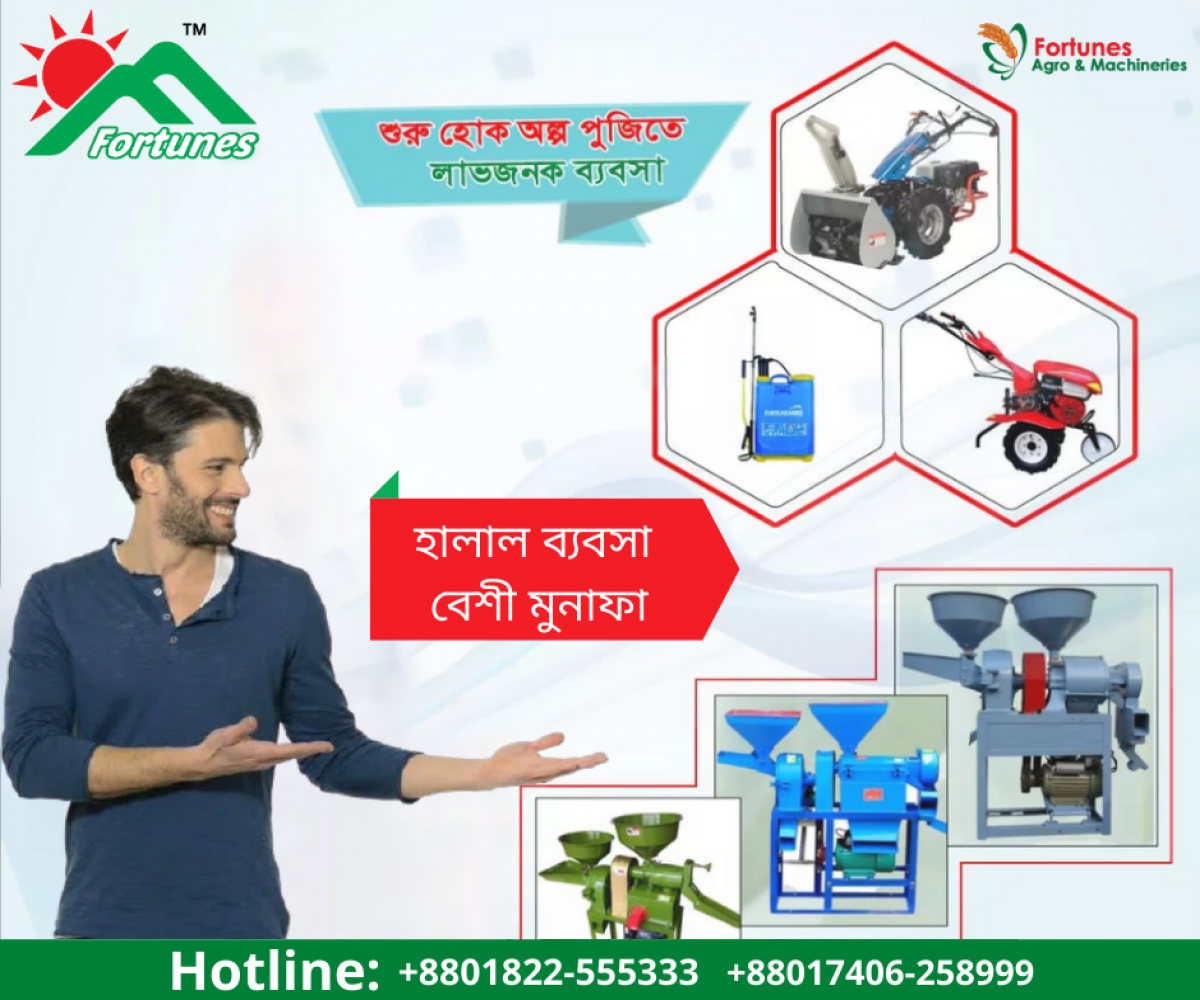 TM
Fortunes
Fortunes
Agro & Machineries
শুরু হোক অল্প পুজিতে
লাভজনক ব্যবসা
হালাল ব্যবসা
বেশী মুনাফা
Hotline: +8801822-555333 +88017406-258999